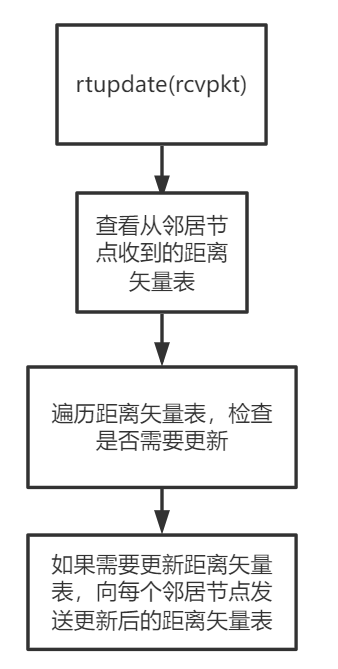 rtupdate(rcvpkt)
查看从邻居节
点收到的距离
矢量表
遍历距离矢量表，检查
是否需要更新
如果需要更新距离矢量
表，向每个邻居节点发
送更新后的距离矢量表